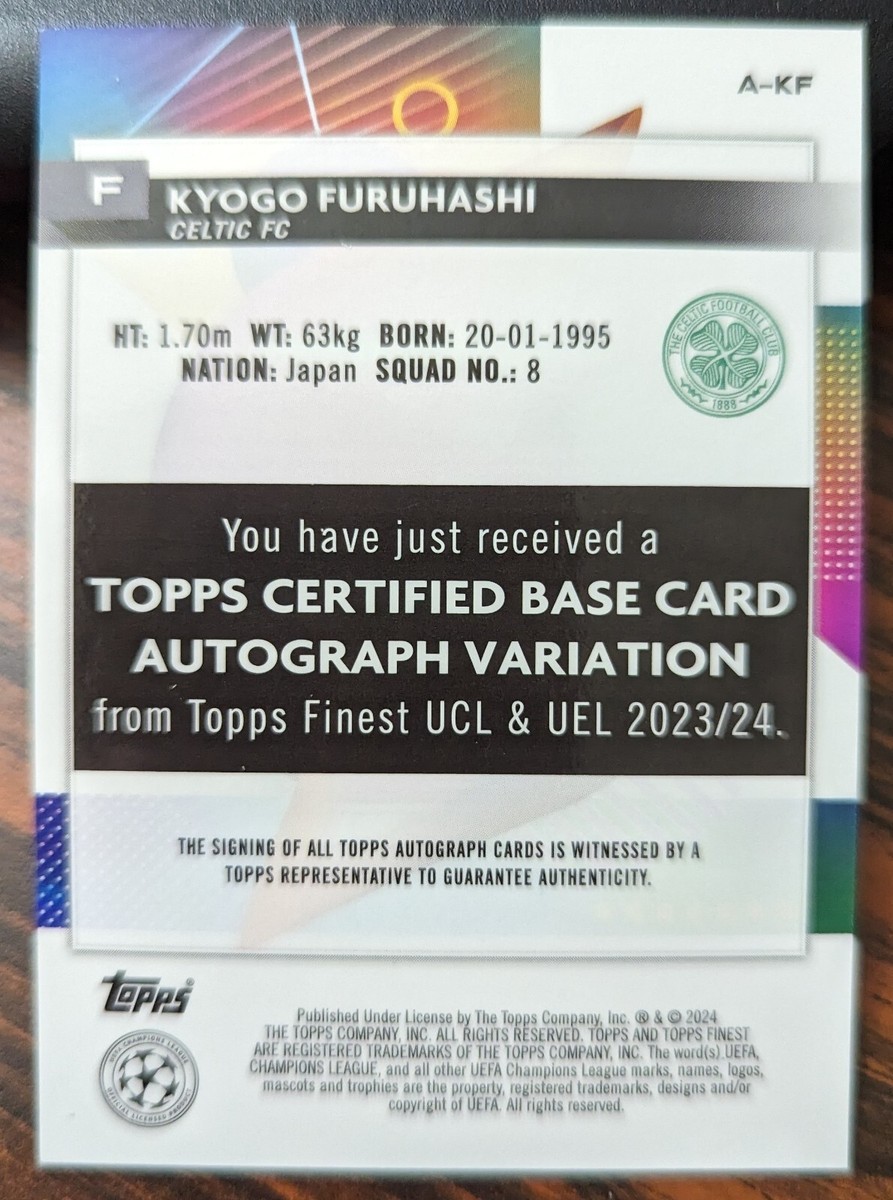 A-KF
F
KYOGO FURUHASHI
CELTIC FC
HT: 1.70m WT: 63kg BORN: 20-01-1995
NATION: Japan SQUAD NO.: 8
THE CELTIC FOOTBALL CLUB
1888
You have just received a
TOPPS CERTIFIED BASE CARD
AUTOGRAPH VARIATION
from Topps Finest UCL & UEL 2023/24.
THE SIGNING OF ALL TOPPS AUTOGRAPH CARDS IS WITNESSED BY A
TOPPS REPRESENTATIVE TO GUARANTEE AUTHENTICITY.
topps®
UEFA CHAMPIONS LEAGUE
OFFICIAL LICENSED PRODUCT
Published Under License by The Topps Company, Inc. ® & © 2024
THE TOPPS COMPANY, INC. ALL RIGHTS RESERVED. TOPPS AND TOPPS FINEST
ARE REGISTERED TRADEMARKS OF THE TOPPS COMPANY, INC. The word(s) UEFA,
CHAMPIONS LEAGUE, and all other UEFA Champions League marks, names, logos,
mascots and trophies are the property, registered trademarks, designs and/or
copyright of UEFA. All rights reserved.